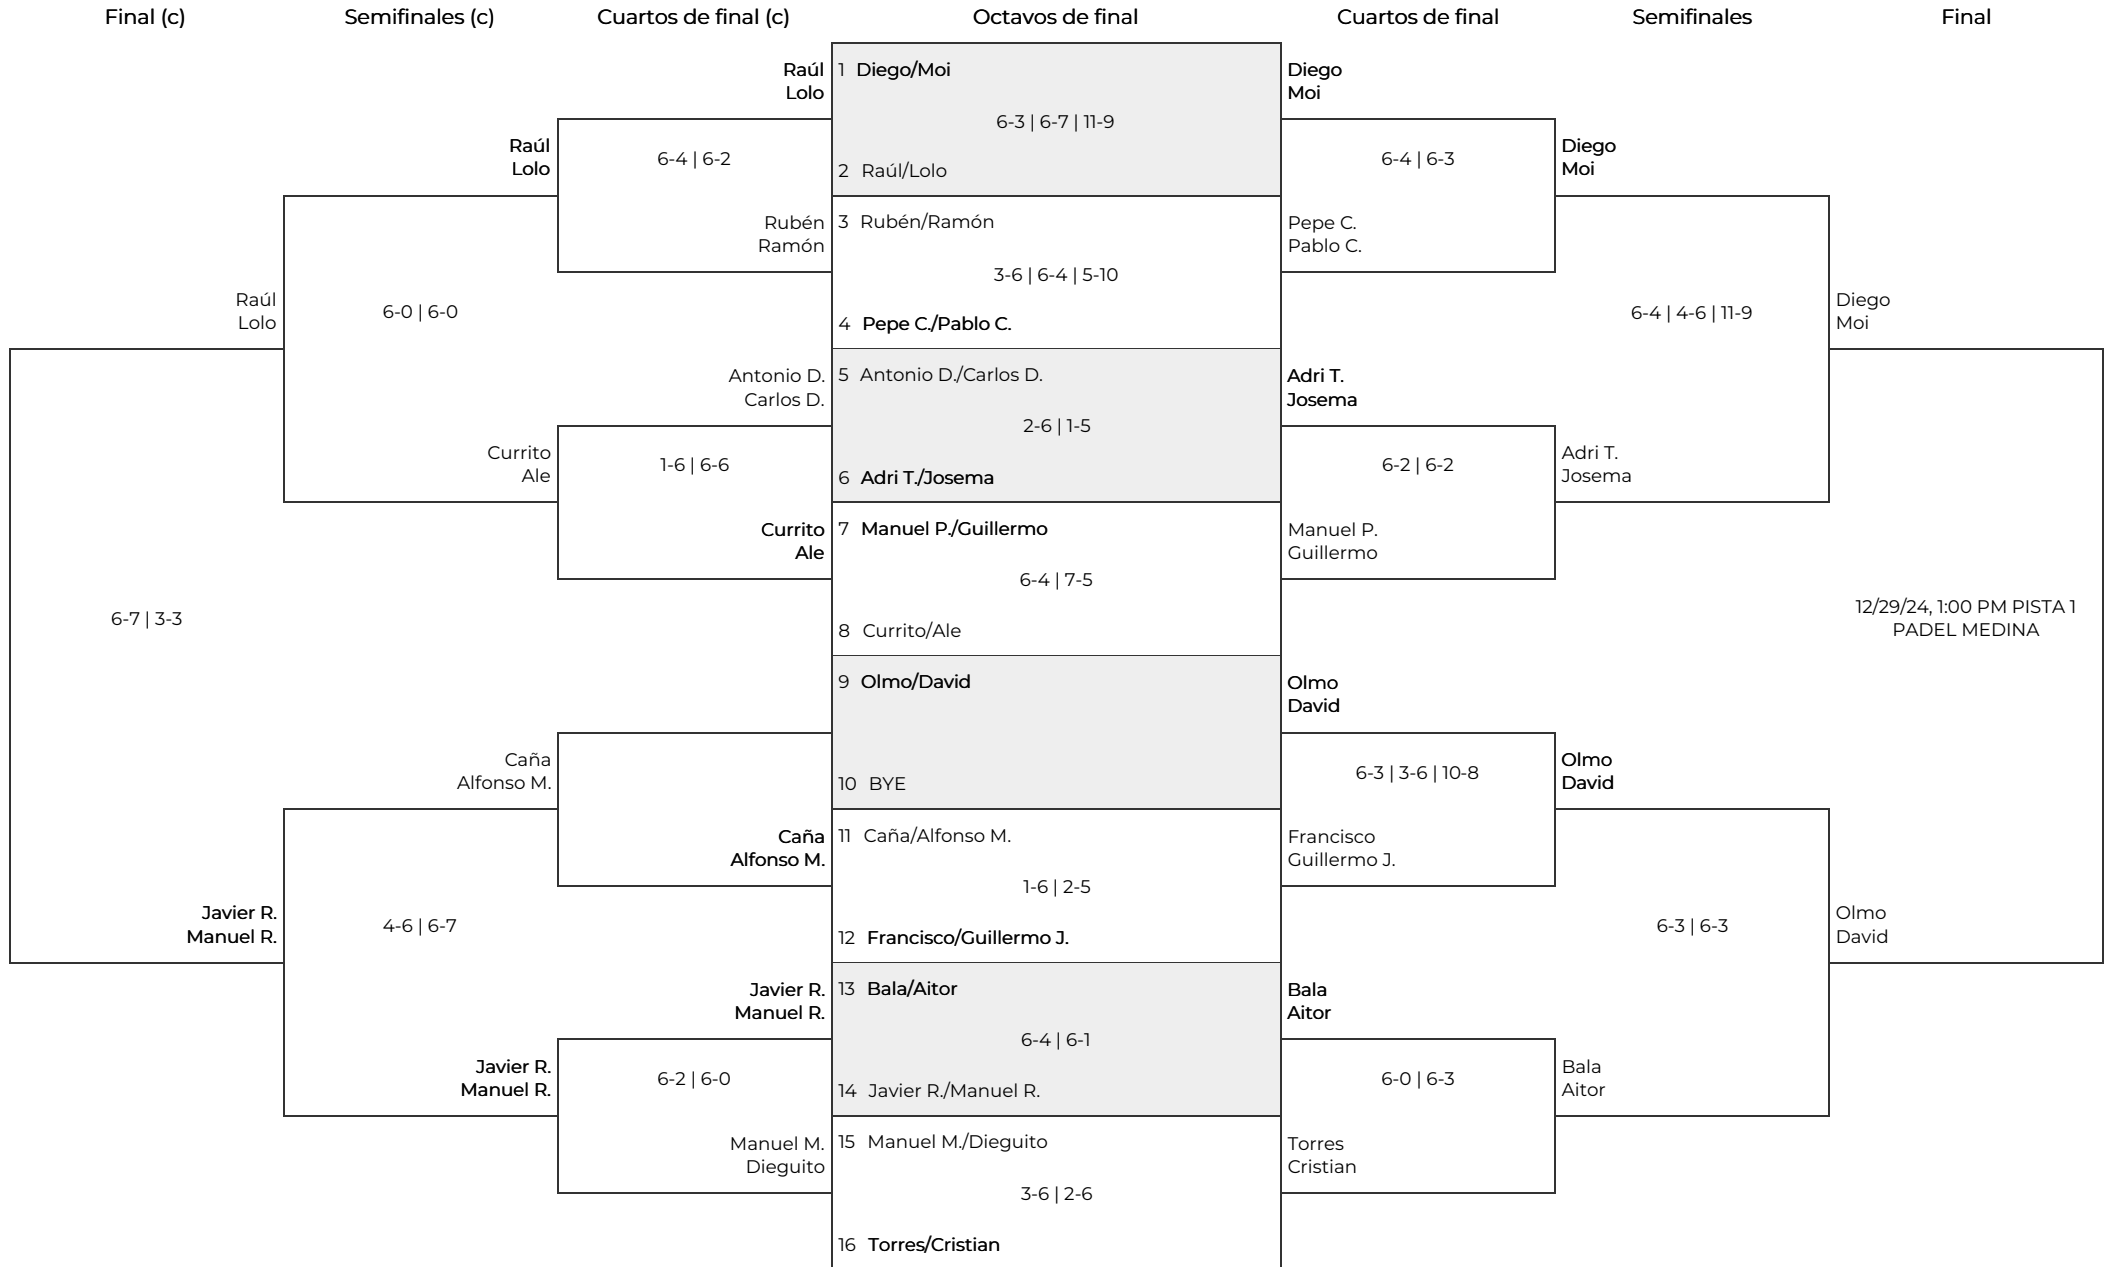 Final (c)
Semifinales (c)
Cuartos de final (c)
Octavos de final
Cuartos de final
Semifinales
Final
Raúl
Lolo
6-7 | 3-3
Javier R.
Manuel R.
Raúl
Lolo
6-0 | 6-0
Currito
Ale
Caña
Alfonso M.
4-6 | 6-7
Javier R.
Manuel R.
Raúl
Lolo
6-4 | 6-2
Rubén
Ramón
Antonio D.
Carlos D.
1-6 | 6-6
Currito
Ale
Caña
Alfonso M.
Javier R.
Manuel R.
6-2 | 6-0
Manuel M.
Dieguito
1 Diego/Moi
6-3 | 6-7 | 11-9
2 Raúl/Lolo
3 Rubén/Ramón
3-6 | 6-4 | 5-10
4 Pepe C./Pablo C.
5 Antonio D./Carlos D.
2-6 | 1-5
6 Adri T./Josema
7 Manuel P./Guillermo
6-4 | 7-5
8 Currito/Ale
9 Olmo/David
10 BYE
11 Caña/Alfonso M.
1-6 | 2-5
12 Francisco/Guillermo J.
13 Bala/Aitor
6-4 | 6-1
14 Javier R./Manuel R.
15 Manuel M./Dieguito
3-6 | 2-6
16 Torres/Cristian
Diego
Moi
6-4 | 6-3
Pepe C.
Pablo C.
Adri T.
Josema
6-2 | 6-2
Manuel P.
Guillermo
Olmo
David
6-3 | 3-6 | 10-8
Francisco
Guillermo J.
Bala
Aitor
6-0 | 6-3
Torres
Cristian
Diego
Moi
6-4 | 4-6 | 11-9
Adri T.
Josema
Olmo
David
6-3 | 6-3
Bala
Aitor
Diego
Moi
12/29/24, 1:00 PM PISTA 1
PADEL MEDINA
Olmo
David